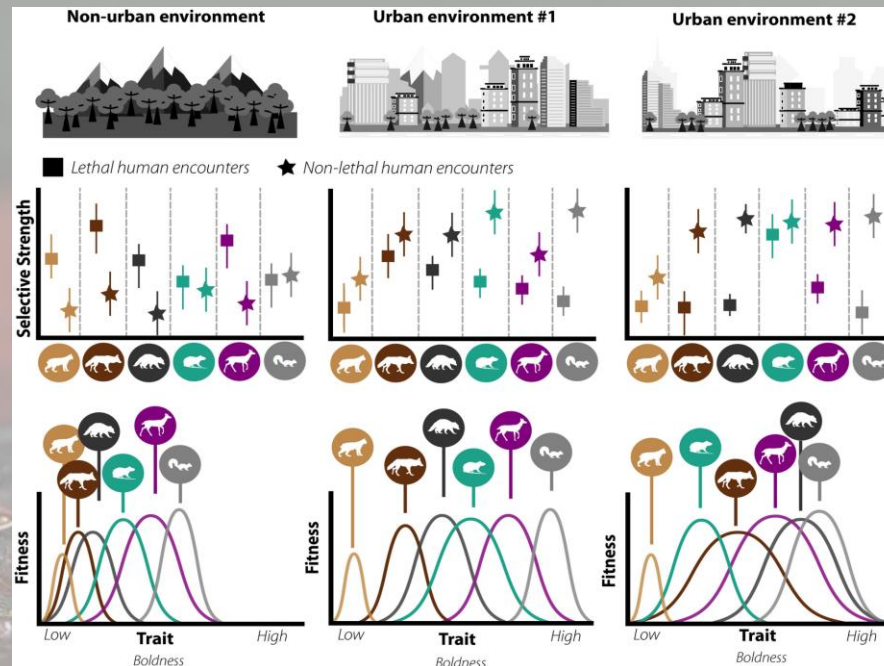 Non-urban environment
Urban environment #1
Urban environment #2
Lethal human encounters
Non-lethal human encounters
Selective Strength
Fitness
Low
Trait
High
Boldness
Fitness
Low
Trait
High
Boldness
Fitness
Low
Trait
High
Boldness